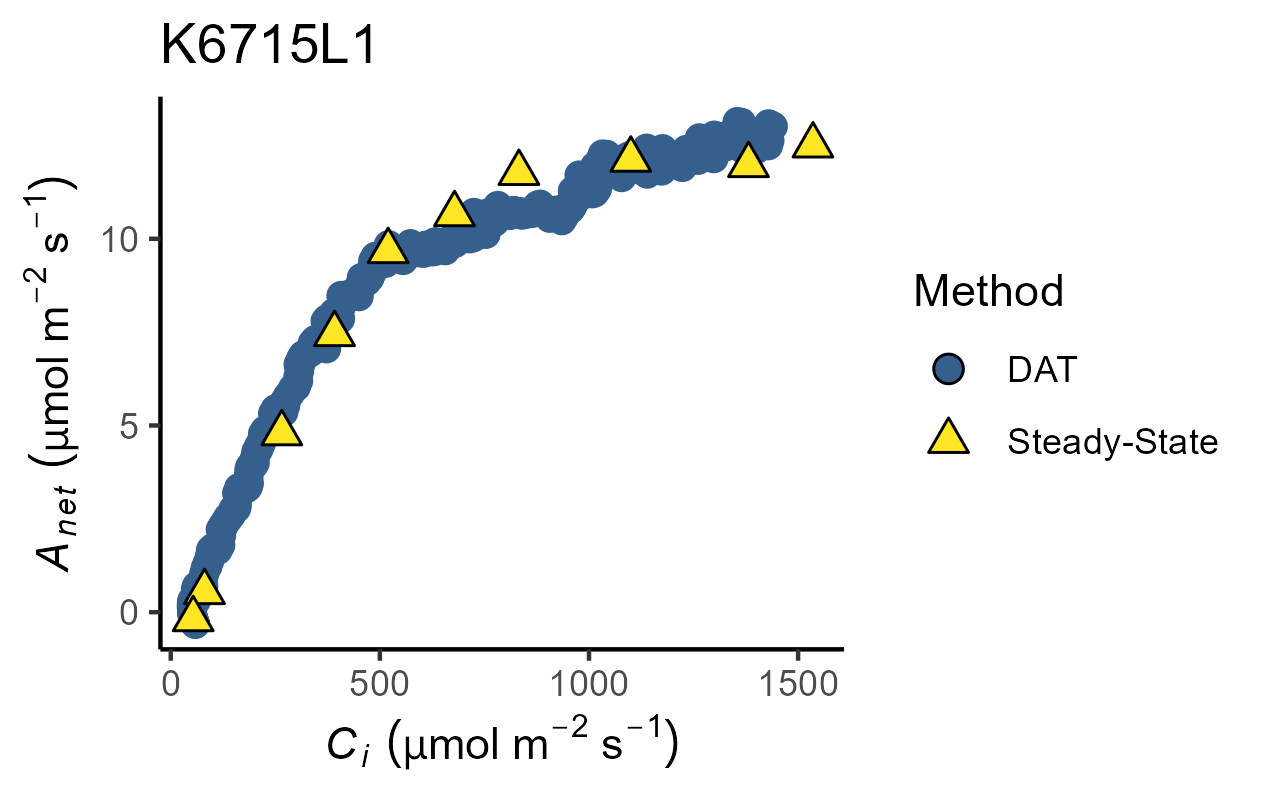 K6715L1
10
5
0
A_net (µmol m⁻² s⁻¹)
0 500 1000 1500
C_i (µmol m⁻² s⁻¹)
Method
DAT
Steady-State